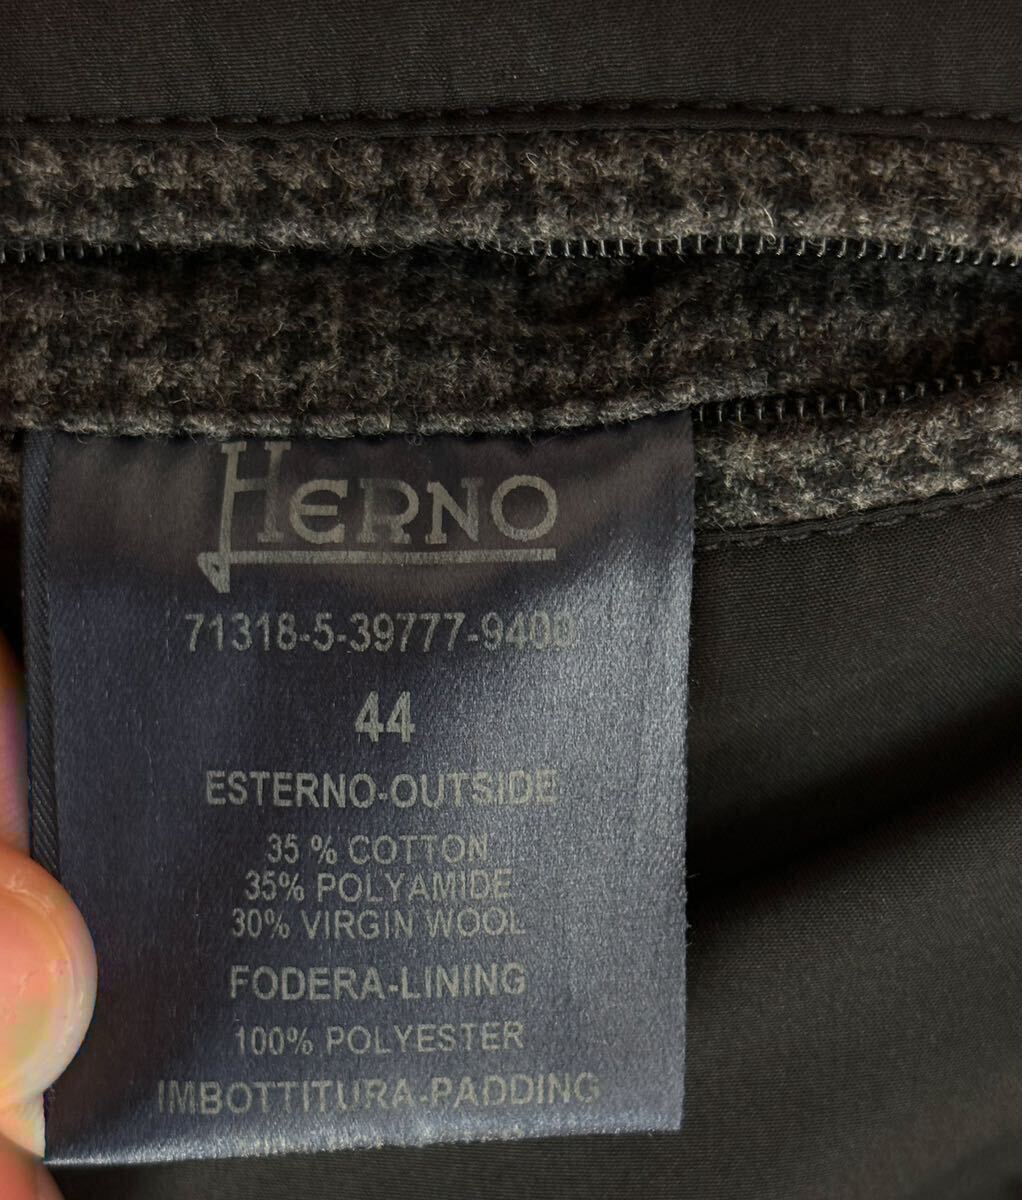 HERNO
71318-5-39777-9400
44
ESTERNO-OUTSIDE
35 % COTTON
35% POLYAMIDE
30% VIRGIN WOOL
FODERA-LINING
100% POLYESTER
IMBOTTITURA-PADDING